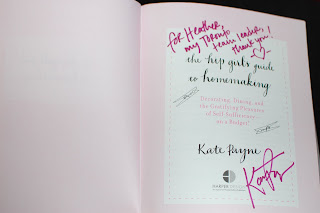 for Heather,
my Toronto
team leader,
thank you!
the hip girl's guide
to homemaking
Decorating, Dining, and
the Gratifying Pleasures
of Self-Sufficiency
on a Budget!
Kate Payne
HARPER